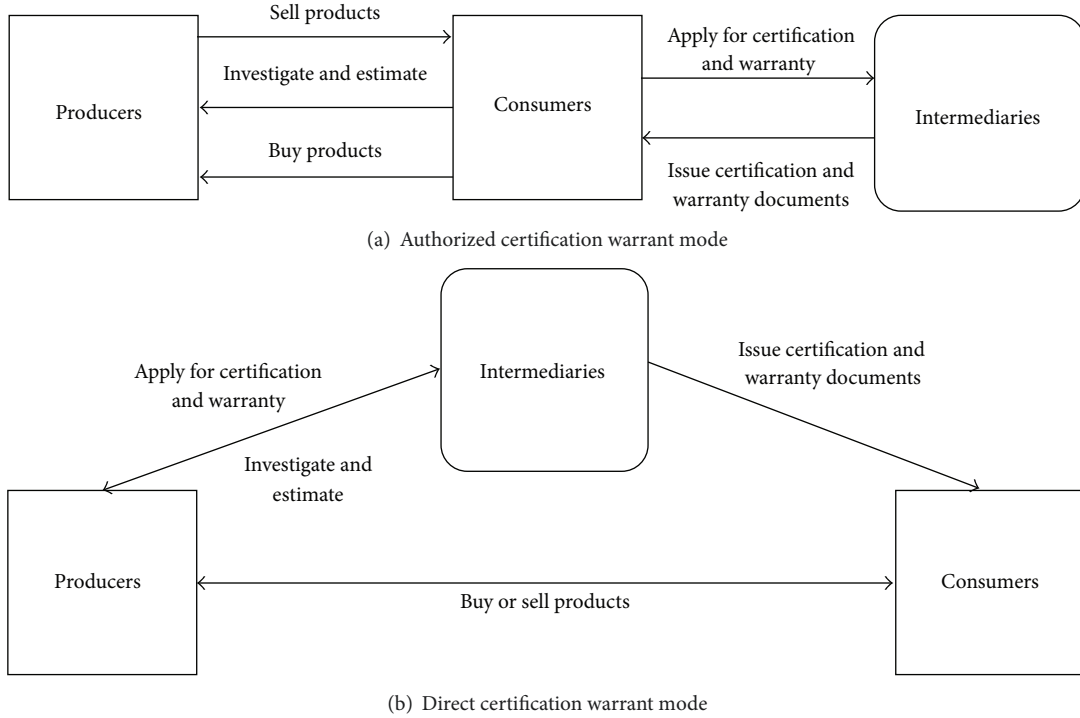 Sell products
Investigate and estimate
Buy products
Producers
Consumers
Apply for certification
and warranty
Issue certification and
warranty documents
Intermediaries
(a) Authorized certification warrant mode
Intermediaries
Apply for certification
and warranty
Investigate and
estimate
Issue certification and
warranty documents
Producers
Buy or sell products
Consumers
(b) Direct certification warrant mode